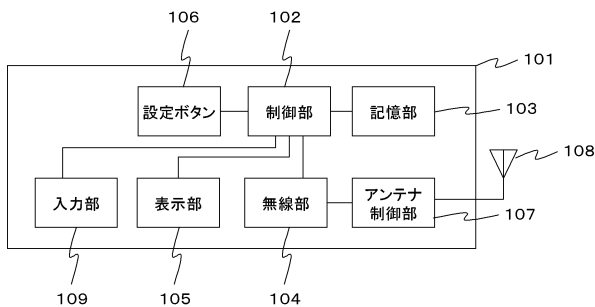 106
102
101
設定ボタン
制御部
記憶部
103
108
入力部
表示部
無線部
アンテナ
制御部
107
109
105
104